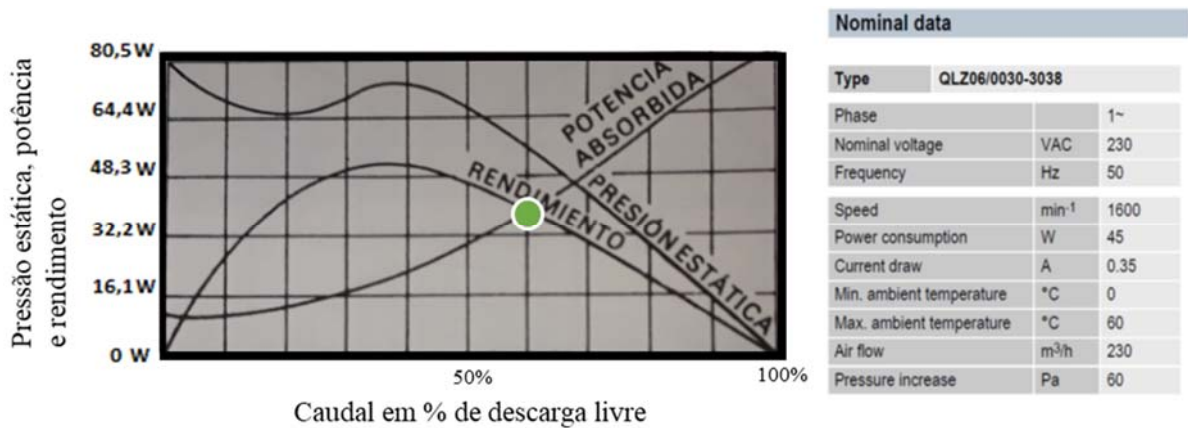 Pressão estática, potência
e rendimento
80,5 W
64,4 W
48,3 W
32,2 W
16,1 W
0 W
POTENCIA
ABSORBIDA
RENDIMIENTO
PRESIÓN ESTÁTICA
50%
100%
Caudal em % de descarga livre
Nominal data
Type QLZ06/0030-3038
Phase 1~
Nominal voltage VAC 230
Frequency Hz 50
Speed min-1 1600
Power consumption W 45
Current draw A 0.35
Min. ambient temperature °C 0
Max. ambient temperature °C 60
Air flow m³/h 230
Pressure increase Pa 60